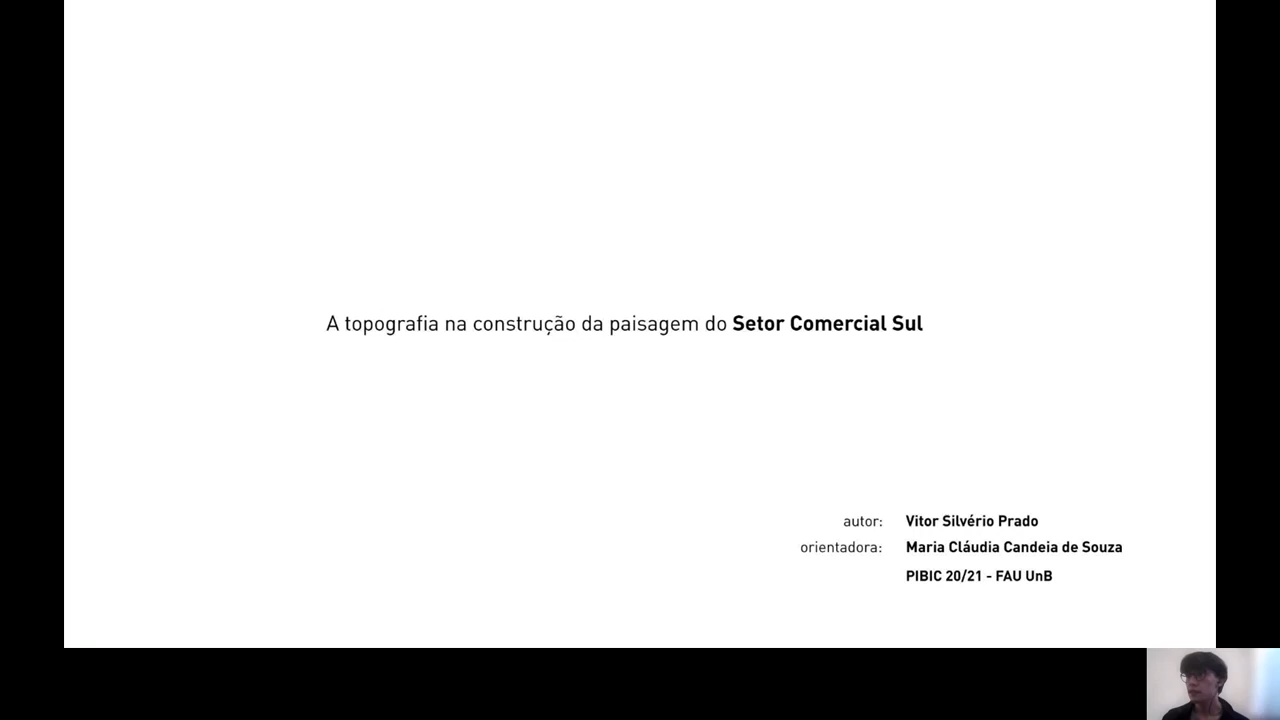 A topografia na construção da paisagem do Setor Comercial Sul
autor: Vitor Silvério Prado
orientadora: Maria Cláudia Candeia de Souza
PIBIC 20/21 - FAU UnB